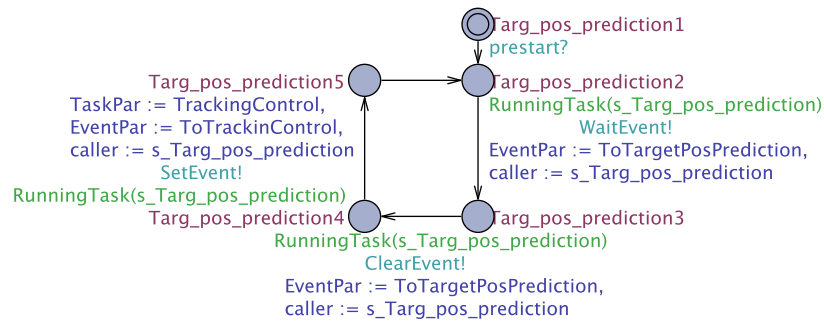 Targ_pos_prediction1
prestart?
Targ_pos_prediction5
Targ_pos_prediction2
TaskPar := TrackingControl,
EventPar := ToTrackinControl,
caller := s_Targ_pos_prediction
SetEvent!
RunningTask(s_Targ_pos_prediction)
RunningTask(s_Targ_pos_prediction)
WaitEvent!
EventPar := ToTargetPosPrediction,
caller := s_Targ_pos_prediction
Targ_pos_prediction4
Targ_pos_prediction3
RunningTask(s_Targ_pos_prediction)
ClearEvent!
EventPar := ToTargetPosPrediction,
caller := s_Targ_pos_prediction